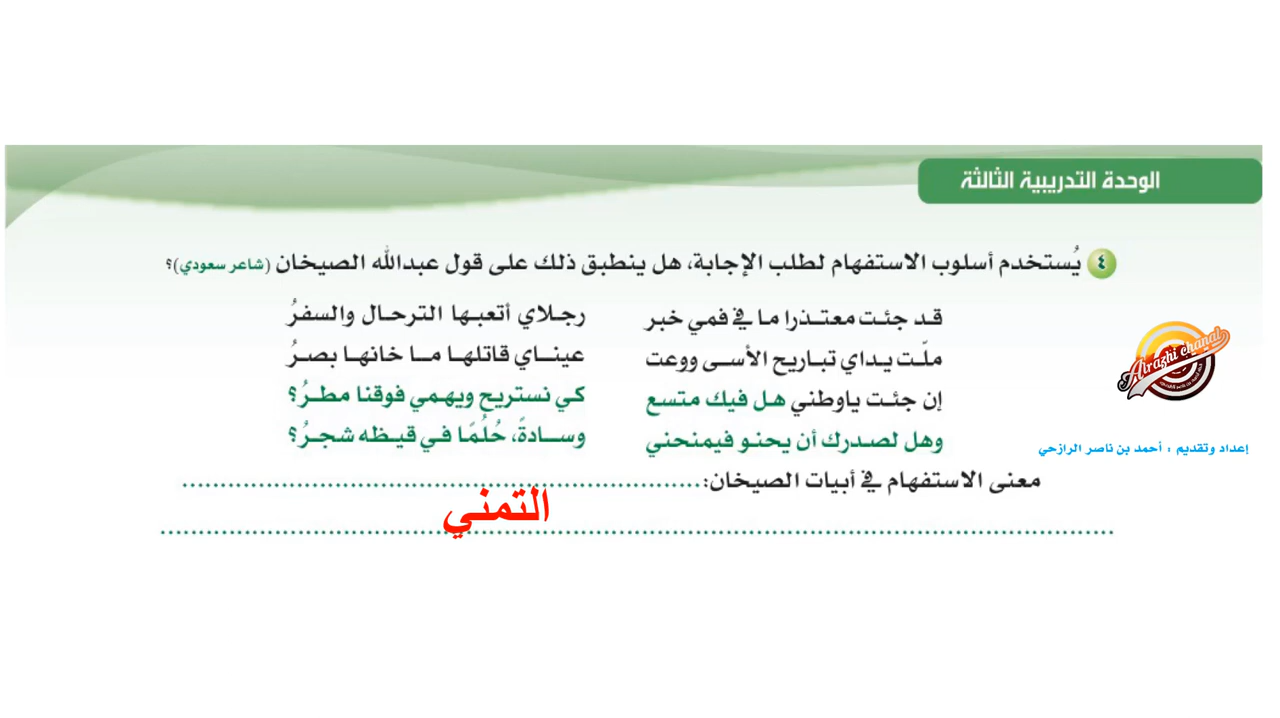 الوحدة التدريبية الثالثة
٤ يُستخدم أسلوب الاستفهام لطلب الإجابة، هل ينطبق ذلك على قول عبدالله الصيخان (شاعر سعودي)؟
قد جئت معتذرا ما في فمي خبر رجلاي أتعبها الترحال والسفرُ
ملّت يداي تباريح الأسى ووعت عيناي قاتلها ما خانها بصرُ
إن جئت ياوطني هل فيك متسع كي نستريح ويهمي فوقنا مطرُ؟
وهل لصدرك أن يحنو فيمنحني وسادةً، حُلُمًا في قيظه شجرُ؟
Alrazhi chanal
إعداد وتقديم : أحمد بن ناصر الرازحي
معنى الاستفهام في أبيات الصيخان:
التمني